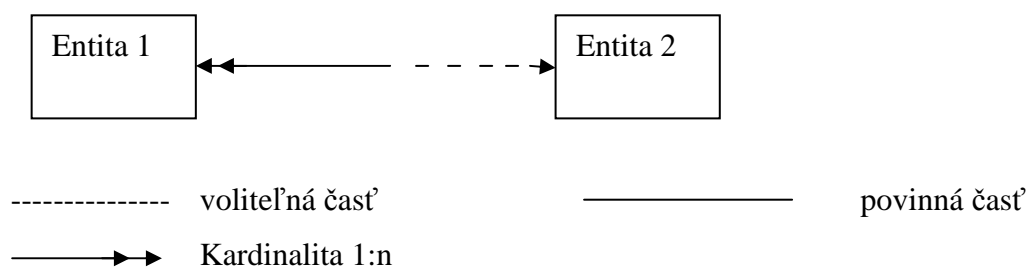 Entita 1
Entita 2
voliteľná časť
povinná časť
Kardinalita 1:n